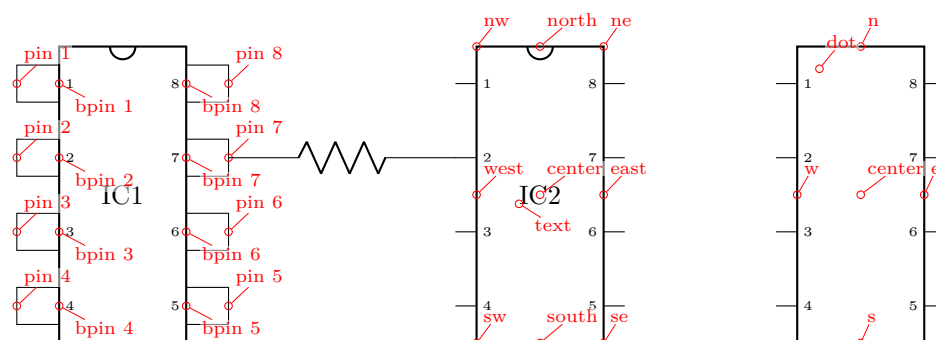 nw north ne n
pin 1 pin 8 dot
1 8 1 8 1 8
bpin 1 bpin 8
pin 2 pin 7
2 7 2 7 2 7
bpin 2 bpin 7 west center east w center
IC1 IC2
pin 3 pin 6 text
3 6 3 6 3 6
bpin 3 bpin 6
pin 4 pin 5
4 5 4 5 4 5
bpin 4 bpin 5 sw south se s